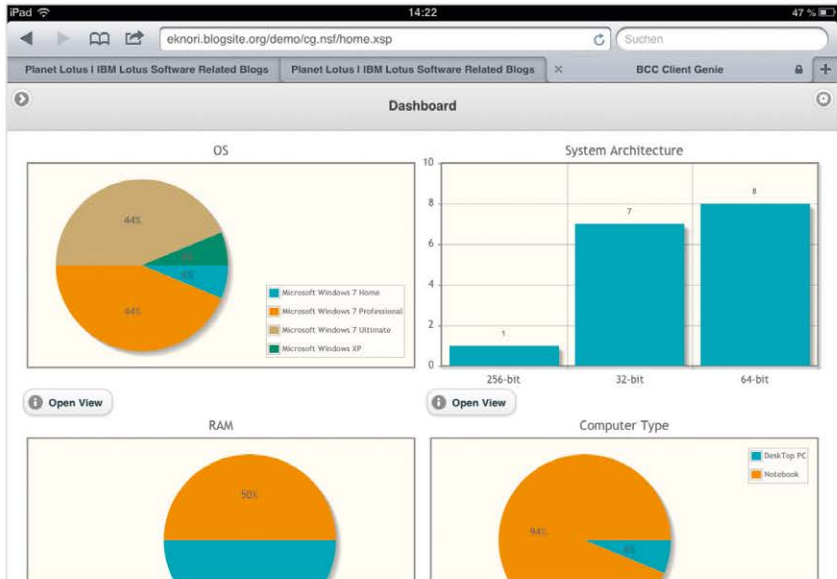 iPad 14:22 47 %
eknori.blogsite.org/demo/cg.nsf/home.xsp Suchen
Planet Lotus | IBM Lotus Software Related Blogs Planet Lotus | IBM Lotus Software Related Blogs BCC Client Genie
Dashboard
OS
44%
6%
44%
Microsoft Windows 7 Home
Microsoft Windows 7 Professional
Microsoft Windows 7 Ultimate
Microsoft Windows XP
System Architecture
10
8
6
4
2
0
1
7
8
256-bit 32-bit 64-bit
Open View Open View
RAM
50%
Computer Type
DeskTop PC
Notebook
94%
6%